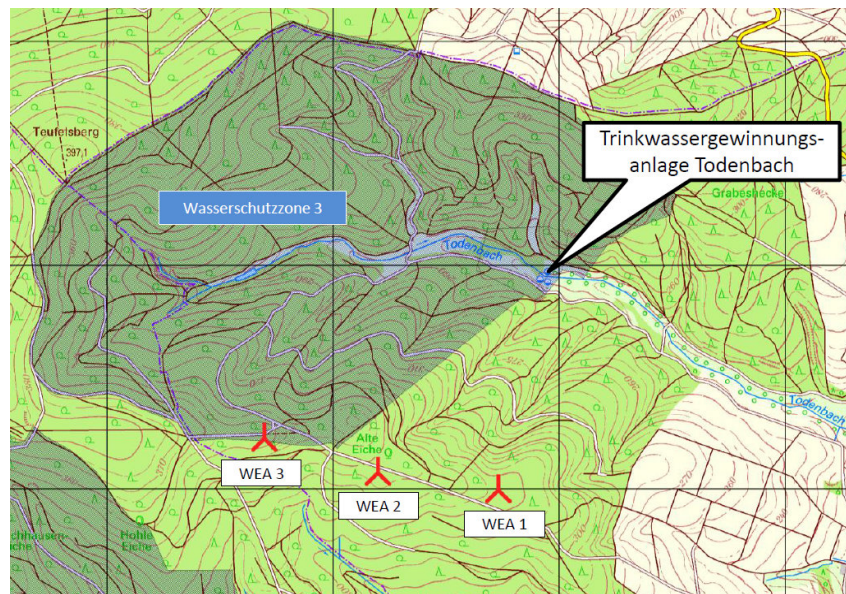 Trinkwassergewinnungs-
anlage Todenbach
Teufelsberg
397,1
Wasserschutzzone 3
Grabeshecke
Todenbach
Todenbach
Alte
Eiche
WEA 3
WEA 2
WEA 1
Hohle
Eiche